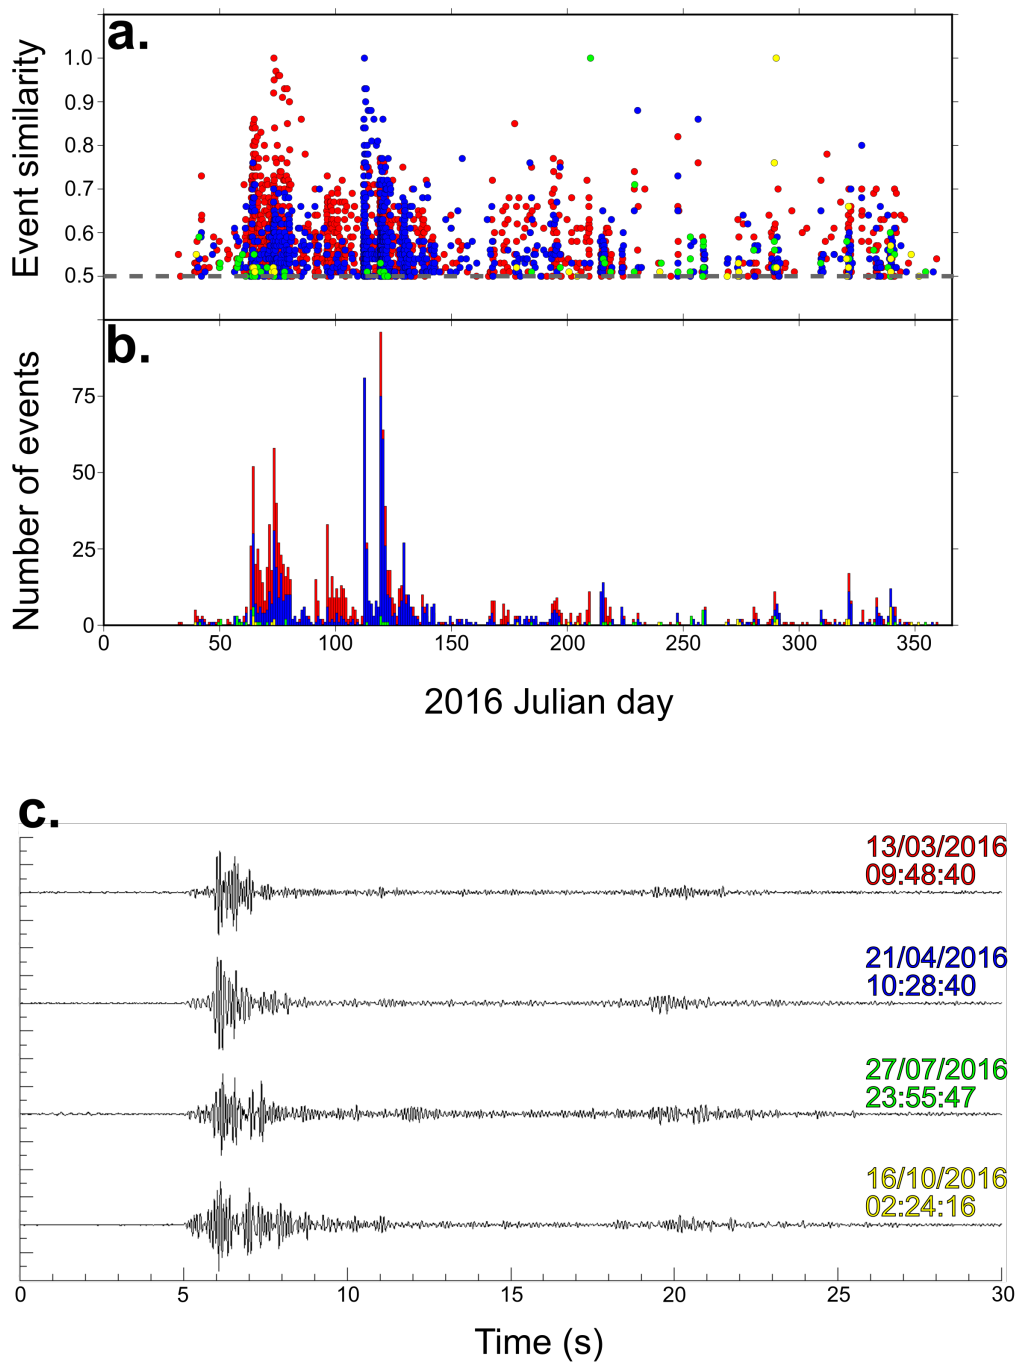 a.
Event similarity
1.0
0.9
0.8
0.7
0.6
0.5
b.
Number of events
75
50
25
0
0 50 100 150 200 250 300 350
2016 Julian day
c.
13/03/2016
09:48:40
21/04/2016
10:28:40
27/07/2016
23:55:47
16/10/2016
02:24:16
0 5 10 15 20 25 30
Time (s)